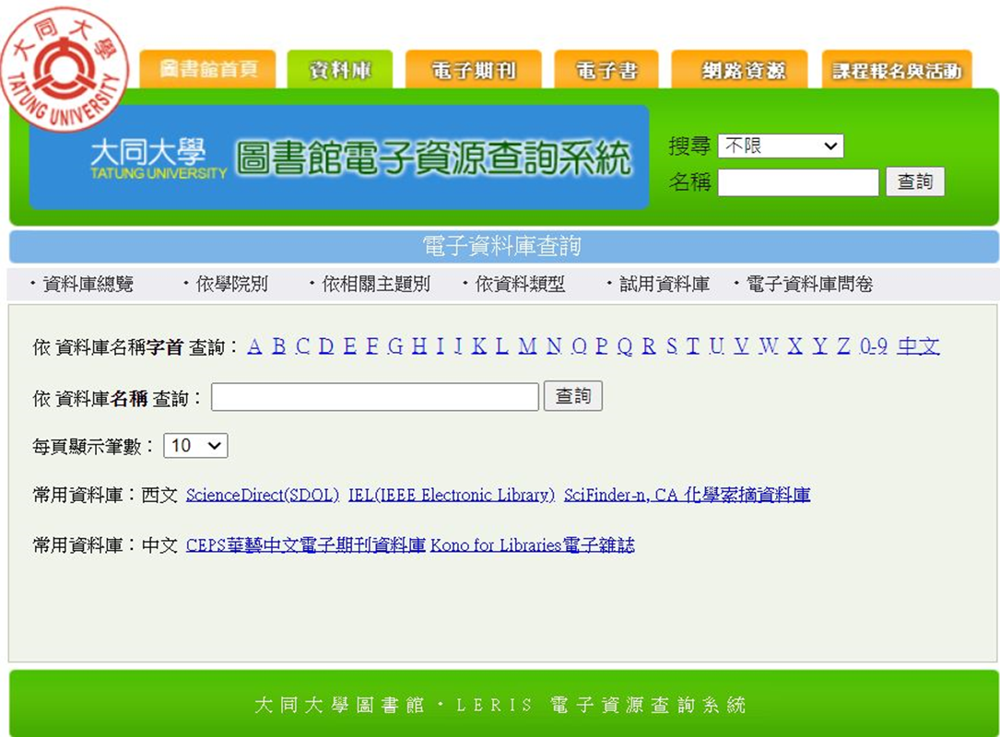 大同大學
TATUNG UNIVERSITY
圖書館首頁 資料庫 電子期刊 電子書 網路資源 課程報名與活動
大同大學
TATUNG UNIVERSITY
圖書館電子資源查詢系統
搜尋 不限
名稱 查詢
電子資料庫查詢
・資料庫總覽 ・依學院別 ・依相關主題別 ・依資料類型 ・試用資料庫 ・電子資料庫問卷
依 資料庫名稱字首 查詢： A B C D E F G H I J K L M N O P Q R S T U V W X Y Z 0-9 中文
依 資料庫名稱 查詢： 查詢
每頁顯示筆數： 10
常用資料庫：西文 ScienceDirect(SDOL) IEL(IEEE Electronic Library) SciFinder-n, CA 化學索摘資料庫
常用資料庫：中文 CEPS華藝中文電子期刊資料庫 Kono for Libraries電子雜誌
大同大學圖書館・LERIS 電子資源查詢系統